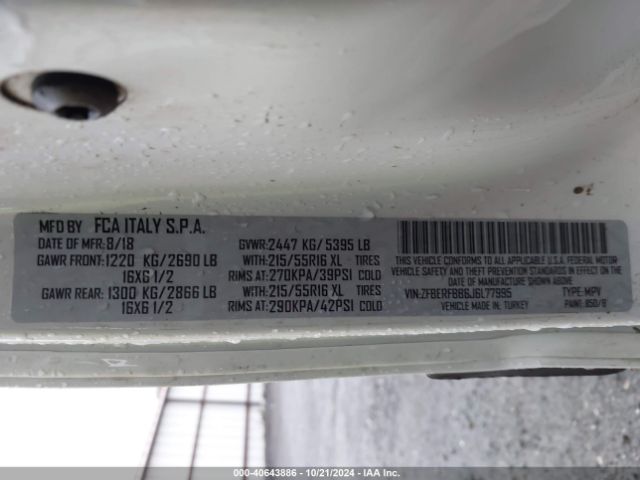 MFD BY FCA ITALY S.P.A.
DATE OF MFR: 8/18 GVWR: 2447 KG/ 5395 LB
GAWR FRONT: 1220 KG/2690 LB WITH: 215/55R16 XL TIRES
16X6 1/2 RIMS AT: 270KPA/39PSI COLD
GAWR REAR: 1300 KG/2866 LB WITH: 215/55R16 XL TIRES
16X6 1/2 RIMS AT: 290KPA/42PSI COLD
THIS VEHICLE CONFORMS TO ALL APPLICABLE U.S.A. FEDERAL MOTOR
VEHICLE SAFETY, BUMPER, AND THEFT PREVENTION STANDARDS IN EFFECT ON THE
DATE OF MANUFACTURE SHOWN ABOVE
VIN: ZFBERFBB6J6L77995 TYPE: MPV
VEHICLE MADE IN: TURKEY PAINT: 850/B
000-40643886 - 10/21/2024 - IAA Inc.